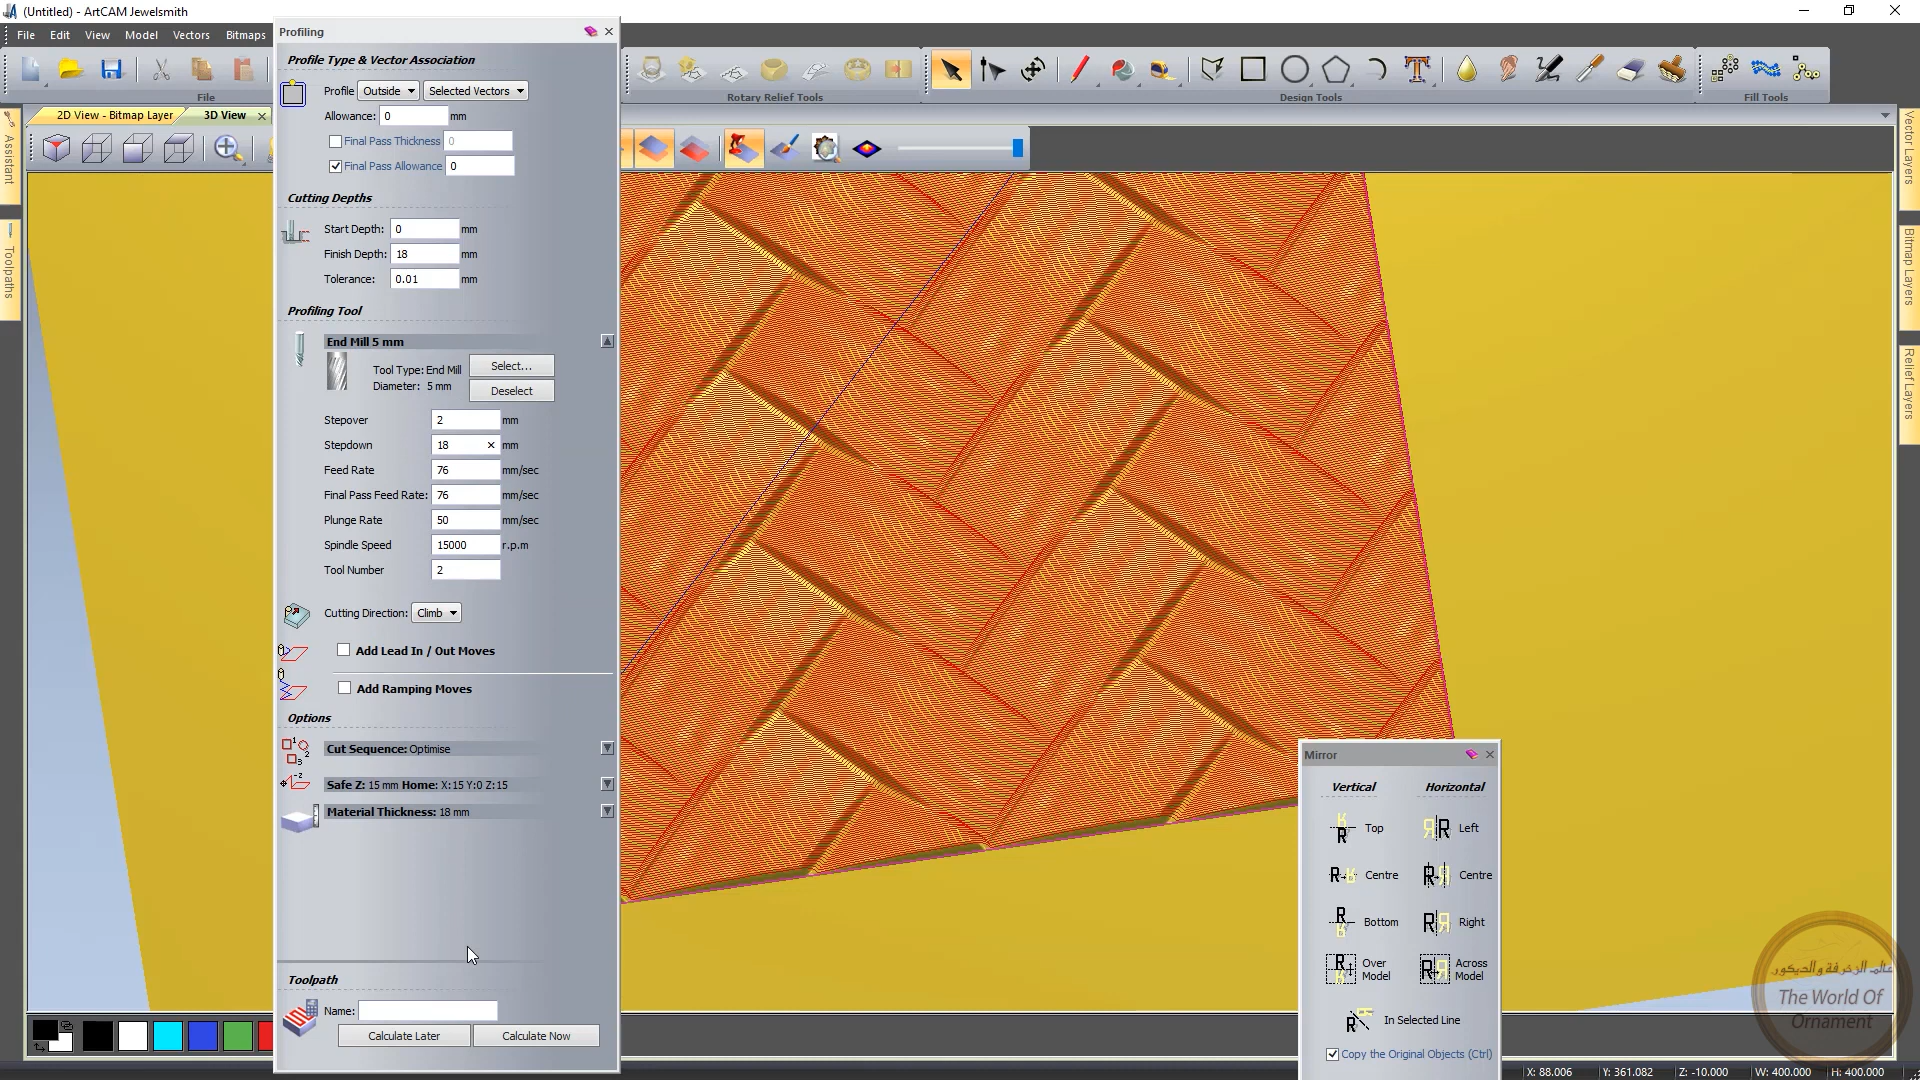 (Untitled) - ArtCAM Jewelsmith
File Edit View Model Vectors Bitmaps
File
Rotary Relief Tools
Design Tools
Fill Tools
2D View - Bitmap Layer
3D View
Assistant
Toolpaths
Vector Layers
Bitmap Layers
Relief Layers
Profiling
Profile Type & Vector Association
Profile Outside Selected Vectors
Allowance: 0 mm
Final Pass Thickness 0
Final Pass Allowance 0
Cutting Depths
Start Depth: 0 mm
Finish Depth: 18 mm
Tolerance: 0.01 mm
Profiling Tool
End Mill 5 mm
Tool Type: End Mill Select...
Diameter: 5 mm Deselect
Stepover 2 mm
Stepdown 18 mm
Feed Rate 76 mm/sec
Final Pass Feed Rate: 76 mm/sec
Plunge Rate 50 mm/sec
Spindle Speed 15000 r.p.m
Tool Number 2
Cutting Direction: Climb
Add Lead In / Out Moves
Add Ramping Moves
Options
Cut Sequence: Optimise
Safe Z: 15 mm Home: X:15 Y:0 Z:15
Material Thickness: 18 mm
Toolpath
Name:
Calculate Later Calculate Now
Mirror
Vertical Horizontal
Top Left
Centre Centre
Bottom Right
Over Model Across Model
In Selected Line
Copy the Original Objects (Ctrl)
عالم الزخرفة والديكور
The World Of
Ornament
X: 88.006 Y: 361.082 Z: -10.000 W: 400.000 H: 400.000